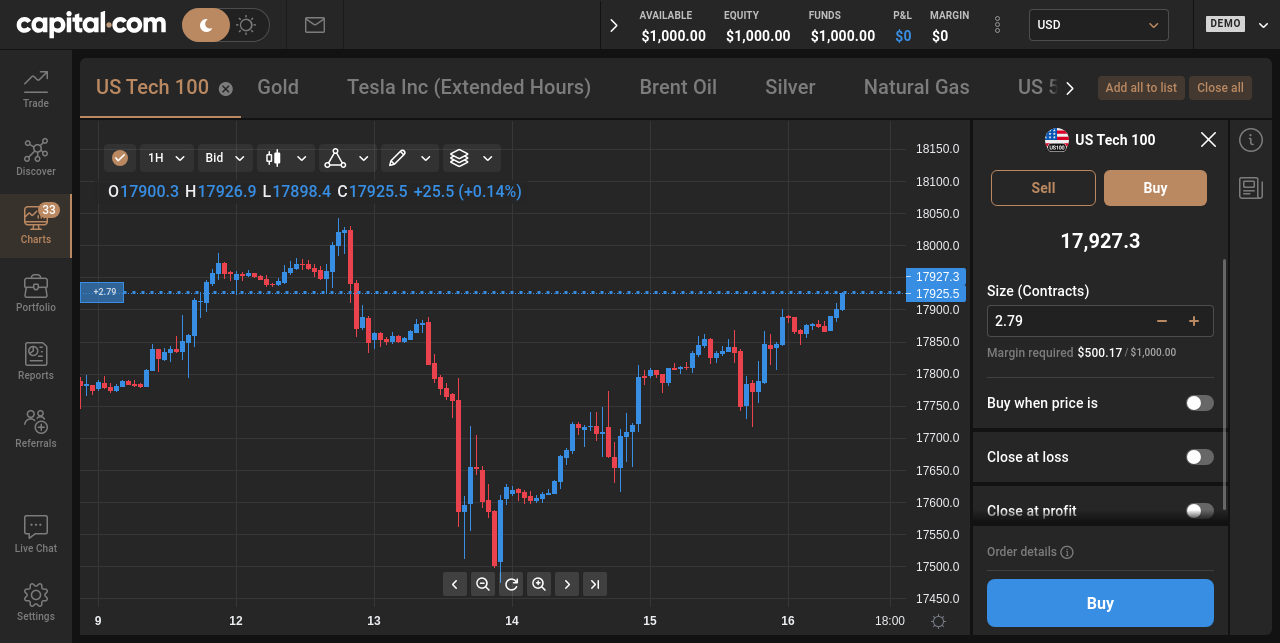 capital.com
AVAILABLE EQUITY FUNDS P&L MARGIN
$1,000.00 $1,000.00 $1,000.00 $0 $0
USD
DEMO
Trade
Discover
33
Charts
Portfolio
Reports
Referrals
Live Chat
Settings
US Tech 100 Gold Tesla Inc (Extended Hours) Brent Oil Silver Natural Gas US 5
Add all to list Close all
1H Bid
O17900.3 H17926.9 L17898.4 C17925.5 +25.5 (+0.14%)
+2.79
18150.0
18100.0
18050.0
18000.0
17927.3
17925.5
17900.0
17850.0
17800.0
17750.0
17700.0
17650.0
17600.0
17550.0
17500.0
17450.0
9 12 13 14 15 16 18:00
US100
US Tech 100
Sell Buy
17,927.3
Size (Contracts)
2.79
Margin required $500.17 / $1,000.00
Buy when price is
Close at loss
Close at profit
Order details
Buy